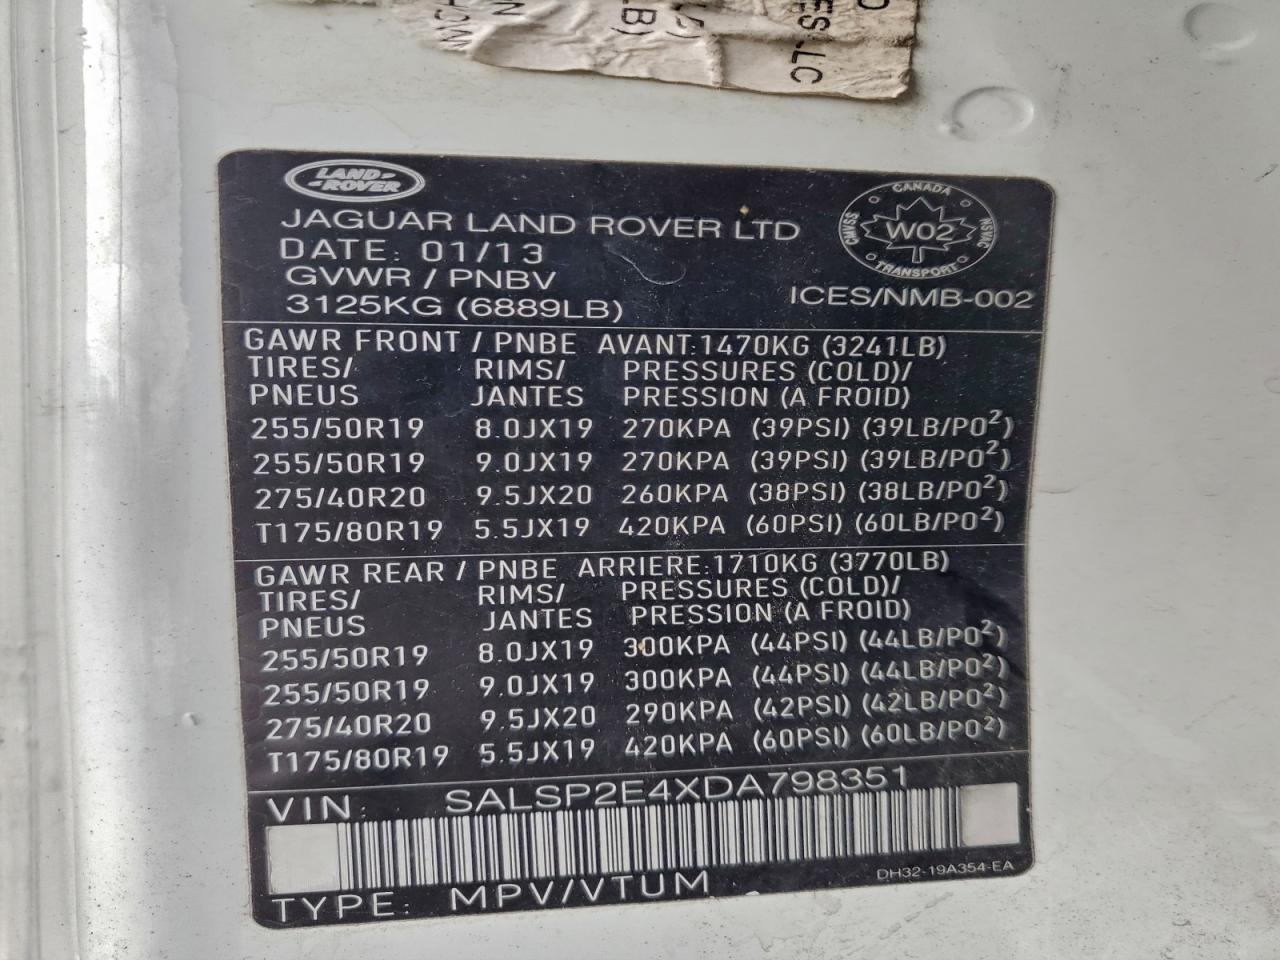 ESLLC
LB)
LAND
ROVER
JAGUAR LAND ROVER LTD
DATE: 01/13
GVWR / PNBV
3125KG (6889LB)
CANADA
CMVSS W02 NSVAC
TRANSPORT
ICES/NMB-002
GAWR FRONT / PNBE AVANT:1470KG (3241LB)
TIRES/ RIMS/ PRESSURES (COLD)/
PNEUS JANTES PRESSION (A FROID)
255/50R19 8.0JX19 270KPA (39PSI) (39LB/PO²)
255/50R19 9.0JX19 270KPA (39PSI) (39LB/PO²)
275/40R20 9.5JX20 260KPA (38PSI) (38LB/PO²)
T175/80R19 5.5JX19 420KPA (60PSI) (60LB/PO²)
GAWR REAR / PNBE ARRIERE:1710KG (3770LB)
TIRES/ RIMS/ PRESSURES (COLD)/
PNEUS JANTES PRESSION (A FROID)
255/50R19 8.0JX19 300KPA (44PSI) (44LB/PO²)
255/50R19 9.0JX19 300KPA (44PSI) (44LB/PO²)
275/40R20 9.5JX20 290KPA (42PSI) (42LB/PO²)
T175/80R19 5.5JX19 420KPA (60PSI) (60LB/PO²)
VIN: SALSP2E4XDA798351
DH32-19A354-EA
TYPE: MPV/VTUM